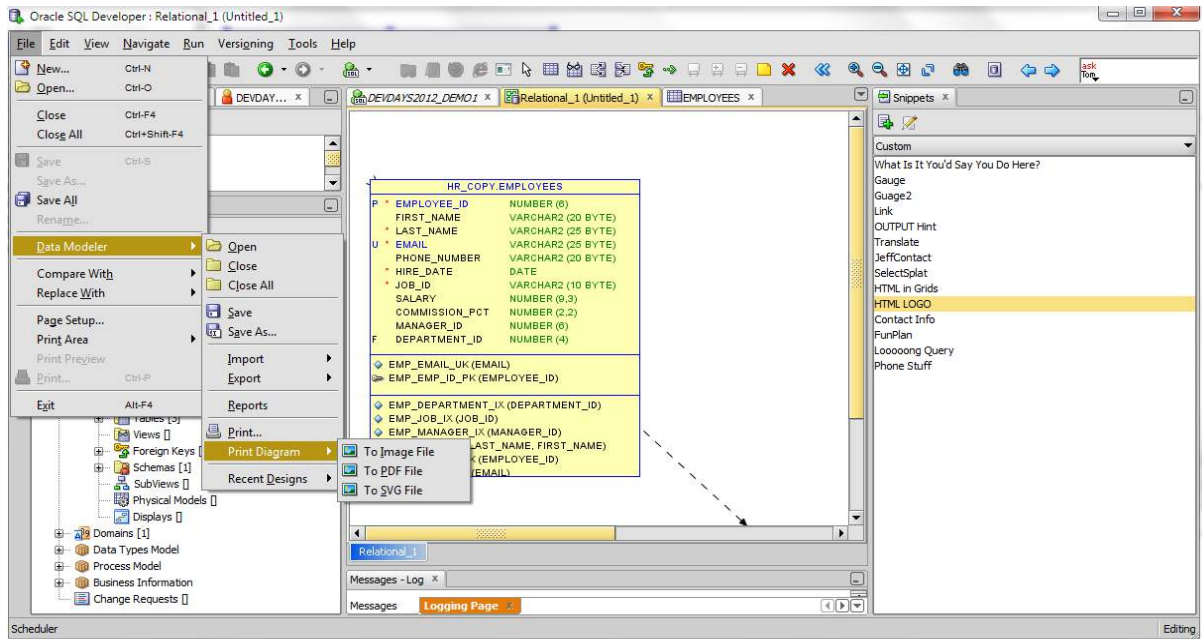 Oracle SQL Developer : Relational_1 (Untitled_1)
File Edit View Navigate Run Versioning Tools Help
New... Ctrl-N
Open... Ctrl-O
Close Ctrl-F4
Close All Ctrl+Shift-F4
Save Ctrl-S
Save As...
Save All
Rename...
Data Modeler
Compare With
Replace With
Page Setup...
Print Area
Print Preview
Print... Ctrl-P
Exit Alt-F4
Open
Close
Close All
Save
Save As...
Import
Export
Reports
Print...
Print Diagram
Recent Designs
To Image File
To PDF File
To SVG File
ask
Tom
DEVDAY... x
DEVDAYS2012_DEMO1 x
Relational_1 (Untitled_1) x
EMPLOYEES x
HR_COPY.EMPLOYEES
P * EMPLOYEE_ID NUMBER (6)
FIRST_NAME VARCHAR2 (20 BYTE)
* LAST_NAME VARCHAR2 (25 BYTE)
U * EMAIL VARCHAR2 (25 BYTE)
PHONE_NUMBER VARCHAR2 (20 BYTE)
* HIRE_DATE DATE
* JOB_ID VARCHAR2 (10 BYTE)
SALARY NUMBER (9,3)
COMMISSION_PCT NUMBER (2,2)
MANAGER_ID NUMBER (6)
F DEPARTMENT_ID NUMBER (4)
EMP_EMAIL_UK (EMAIL)
EMP_EMP_ID_PK (EMPLOYEE_ID)
EMP_DEPARTMENT_IX (DEPARTMENT_ID)
EMP_JOB_IX (JOB_ID)
EMP_MANAGER_IX (MANAGER_ID)
LAST_NAME, FIRST_NAME)
(EMPLOYEE_ID)
(EMAIL)
Tables [3]
Views []
Foreign Keys [
Schemas [1]
SubViews []
Physical Models []
Displays []
Domains [1]
Data Types Model
Process Model
Business Information
Change Requests []
Relational_1
Messages - Log x
Messages Logging Page x
Snippets x
Custom
What Is It You'd Say You Do Here?
Gauge
Guage2
Link
OUTPUT Hint
Translate
JeffContact
SelectSplat
HTML in Grids
HTML LOGO
Contact Info
FunPlan
Looooong Query
Phone Stuff
Scheduler
Editing